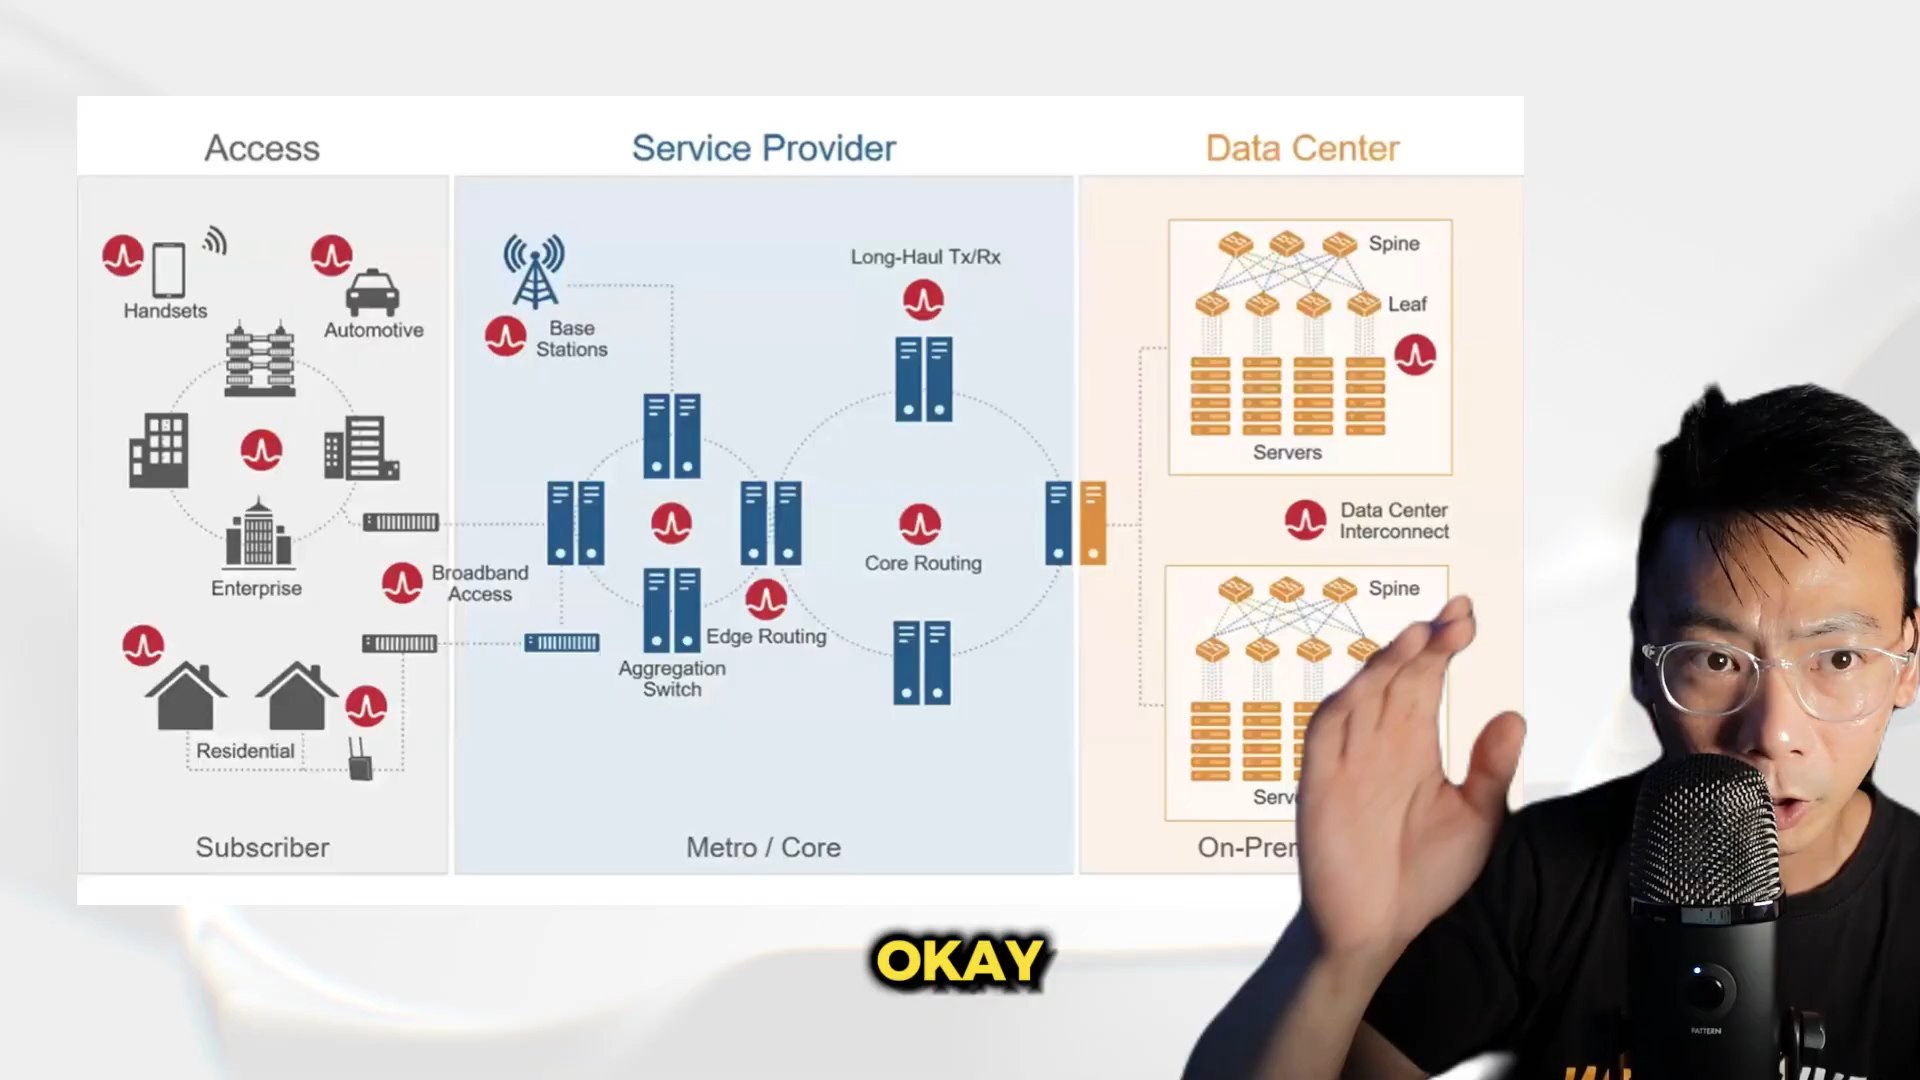 Access
Service Provider
Data Center
Handsets
Automotive
Enterprise
Broadband
Access
Residential
Subscriber
Base
Stations
Long-Haul Tx/Rx
Core Routing
Edge Routing
Aggregation
Switch
Metro / Core
Spine
Leaf
Servers
Data Center
Interconnect
Spine
OKAY
PATTERN